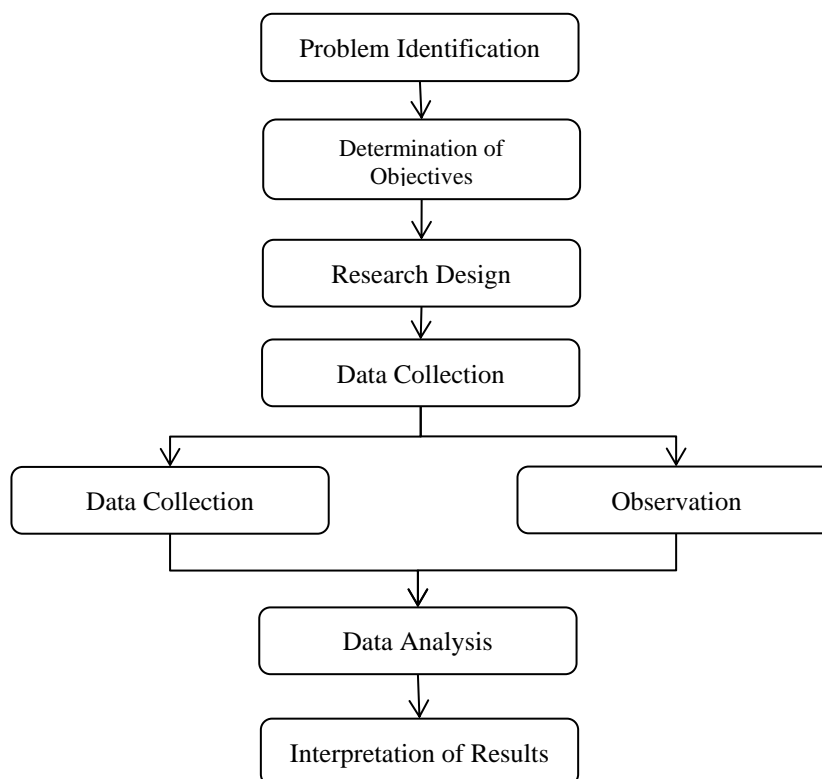 Problem Identification
Determination of
Objectives
Research Design
Data Collection
Data Collection
Observation
Data Analysis
Interpretation of Results